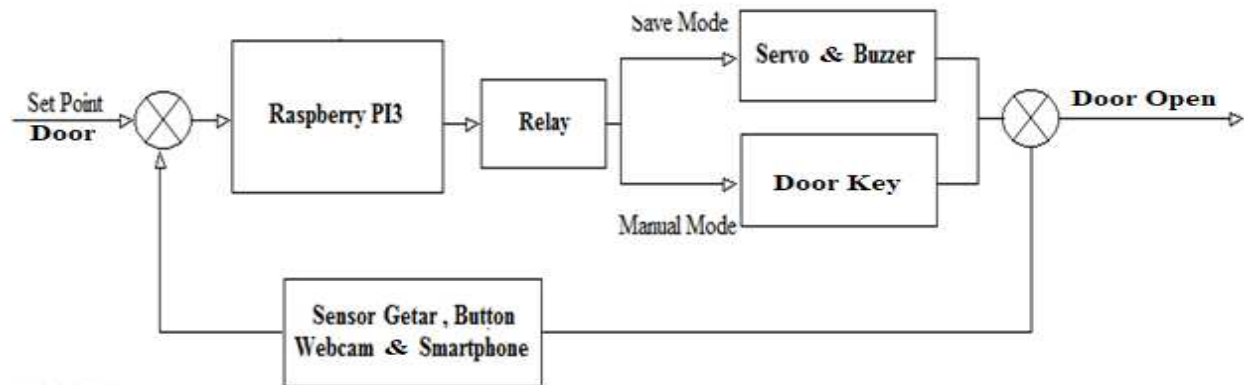 Save Mode
Servo & Buzzer
Set Point
Door
Raspberry PI3
Relay
Door Open
Door Key
Manual Mode
Sensor Getar , Button
Webcam & Smartphone